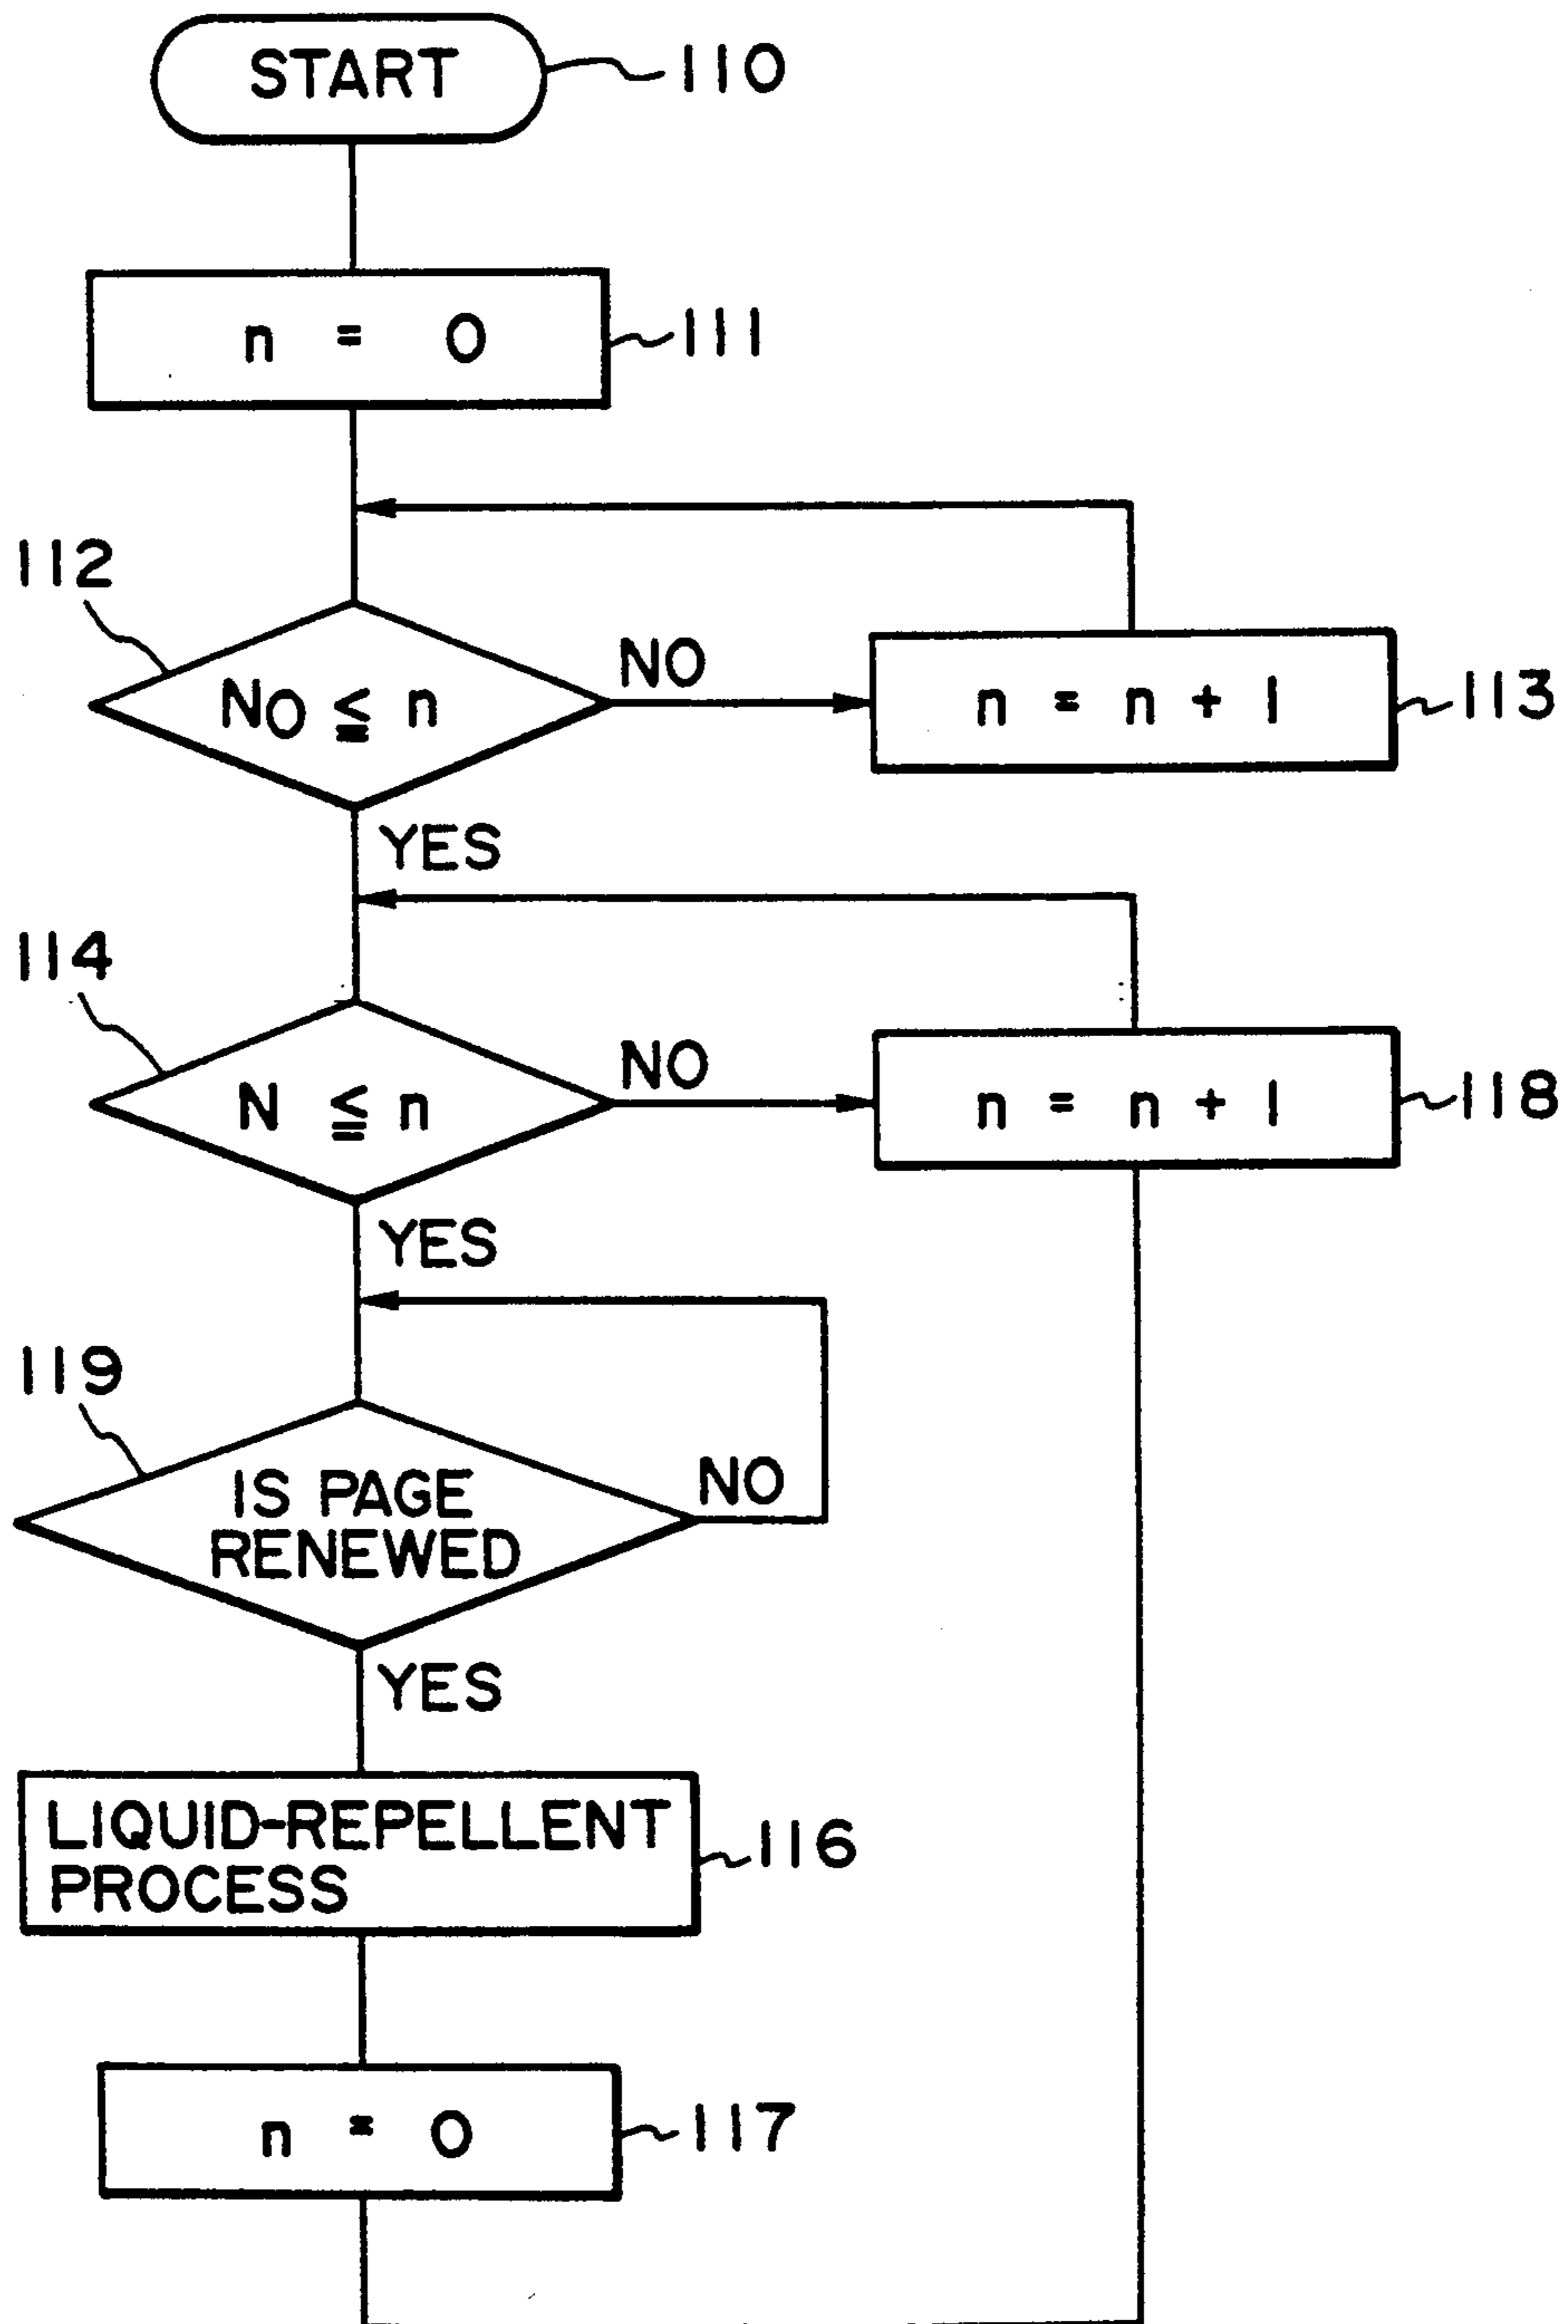 START
110
n = 0
111
112
N₀ ≦ n
NO
n = n + 1
113
YES
114
N ≦ n
NO
n = n + 1
118
YES
119
IS PAGE
RENEWED
NO
YES
LIQUID-REPELLENT
PROCESS
116
n = 0
117